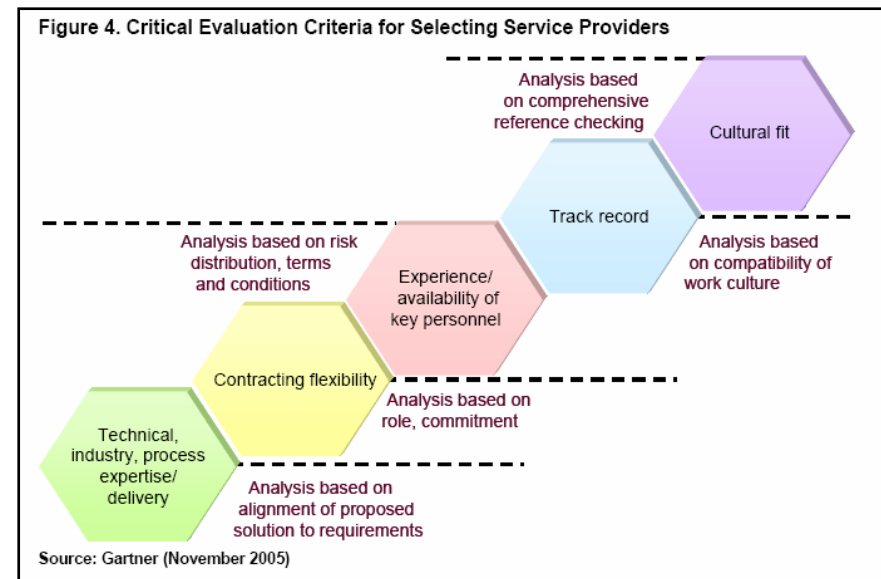 Figure 4. Critical Evaluation Criteria for Selecting Service Providers
Analysis based
on comprehensive
reference checking
Cultural fit
Track record
Analysis based
on compatibility of
work culture
Analysis based on risk
distribution, terms
and conditions
Experience/
availability of
key personnel
Contracting flexibility
Analysis based on
role, commitment
Technical,
industry, process
expertise/
delivery
Analysis based on
alignment of proposed
solution to requirements
Source: Gartner (November 2005)